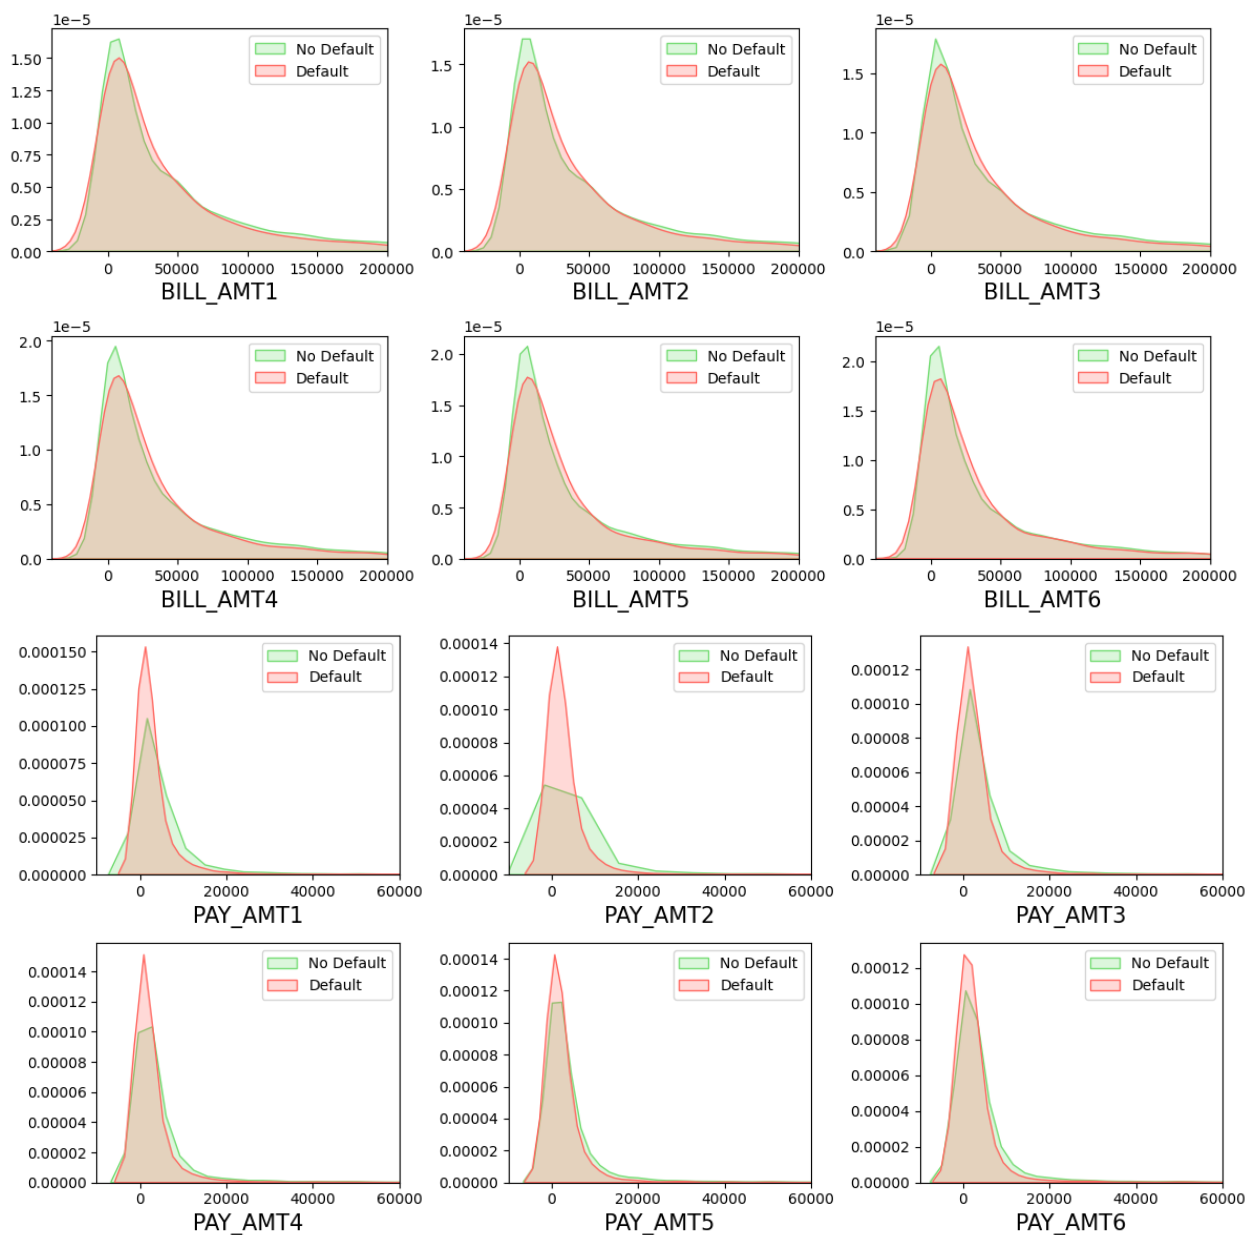 1e−5 1e−5 1e−5
No Default No Default No Default
Default Default Default
1.50 1.5 1.5
1.25
1.00 1.0 1.0
0.75
0.50 0.5 0.5
0.25
0.00 0.0 0.0
0 50000 100000 150000 200000 0 50000 100000 150000 200000 0 50000 100000 150000 200000
BILL_AMT1 BILL_AMT2 BILL_AMT3
1e−5 1e−5 1e−5
No Default No Default No Default
Default Default Default
2.0 2.0 2.0
1.5 1.5 1.5
1.0 1.0 1.0
0.5 0.5 0.5
0.0 0.0 0.0
0 50000 100000 150000 200000 0 50000 100000 150000 200000 0 50000 100000 150000 200000
BILL_AMT4 BILL_AMT5 BILL_AMT6
No Default No Default No Default
Default Default Default
0.000150 0.00014
0.000125 0.00012 0.00012
0.000100 0.00010 0.00010
0.000075 0.00008 0.00008
0.000050 0.00006 0.00006
0.00004 0.00004
0.000025 0.00002 0.00002
0.000000 0.00000 0.00000
0 20000 40000 60000 0 20000 40000 60000 0 20000 40000 60000
PAY_AMT1 PAY_AMT2 PAY_AMT3
No Default No Default No Default
Default Default Default
0.00014 0.00014
0.00012 0.00012 0.00012
0.00010 0.00010 0.00010
0.00008 0.00008 0.00008
0.00006 0.00006 0.00006
0.00004 0.00004 0.00004
0.00002 0.00002 0.00002
0.00000 0.00000 0.00000
0 20000 40000 60000 0 20000 40000 60000 0 20000 40000 60000
PAY_AMT4 PAY_AMT5 PAY_AMT6